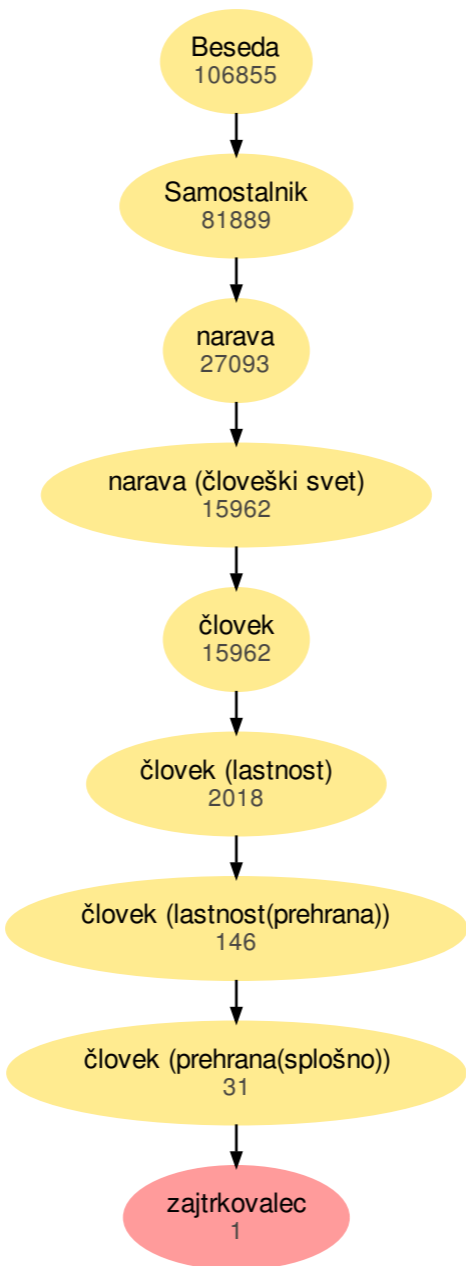 Beseda
106855
Samostalnik
81889
narava
27093
narava (človeški svet)
15962
človek
15962
človek (lastnost)
2018
človek (lastnost(prehrana))
146
človek (prehrana(splošno))
31
zajtrkovalec
1